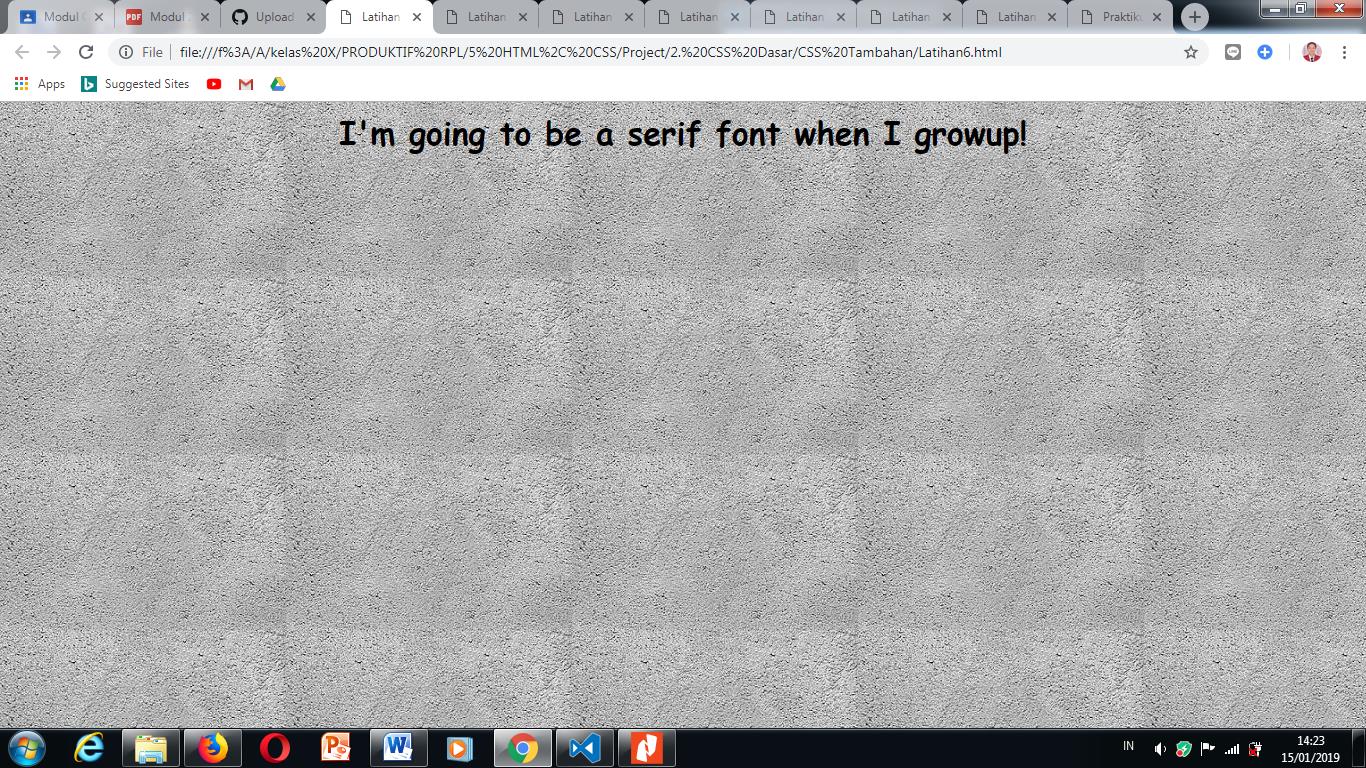 Modul
Modul
Upload
Latihan
Latihan
Latihan
Latihan
Latihan
Latihan
Latihan
Praktiku
File
file:///f%3A/A/kelas%20X/PRODUKTIF%20RPL/5%20HTML%2C%20CSS/Project/2.%20CSS%20Dasar/CSS%20Tambahan/Latihan6.html
Apps
Suggested Sites
I'm going to be a serif font when I growup!
IN
14:23
15/01/2019